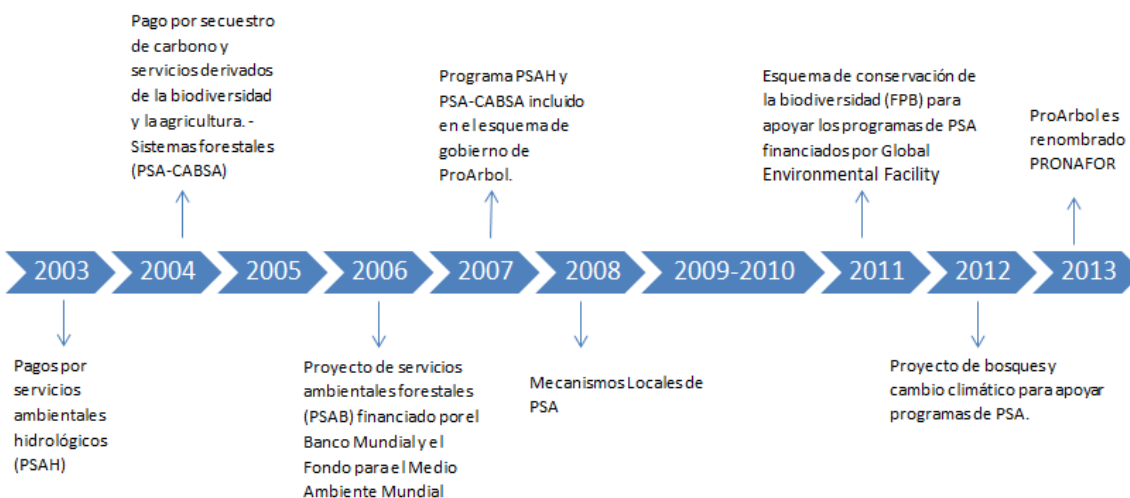 Pago por secuestro
de carbono y
servicios derivados
de la biodiversidad
y la agricultura. -
Sistemas forestales
(PSA-CABSA)
Programa PSAH y
PSA-CABSA incluido
en el esquema de
gobierno de
ProArbol.
Esquema de conservación de
la biodiversidad (FPB) para
apoyar los programas de PSA
financiados por Global
Environmental Facility
ProArbol es
renombrado
PRONAFOR
2003
2004
2005
2006
2007
2008
2009-2010
2011
2012
2013
Pagos por
servicios
ambientales
hidrológicos
(PSAH)
Proyecto de servicios
ambientales forestales
(PSAB) financiado por el
Banco Mundial y el
Fondo para el Medio
Ambiente Mundial
Mecanismos Locales de
PSA
Proyecto de bosques y
cambio climático para apoyar
programas de PSA.